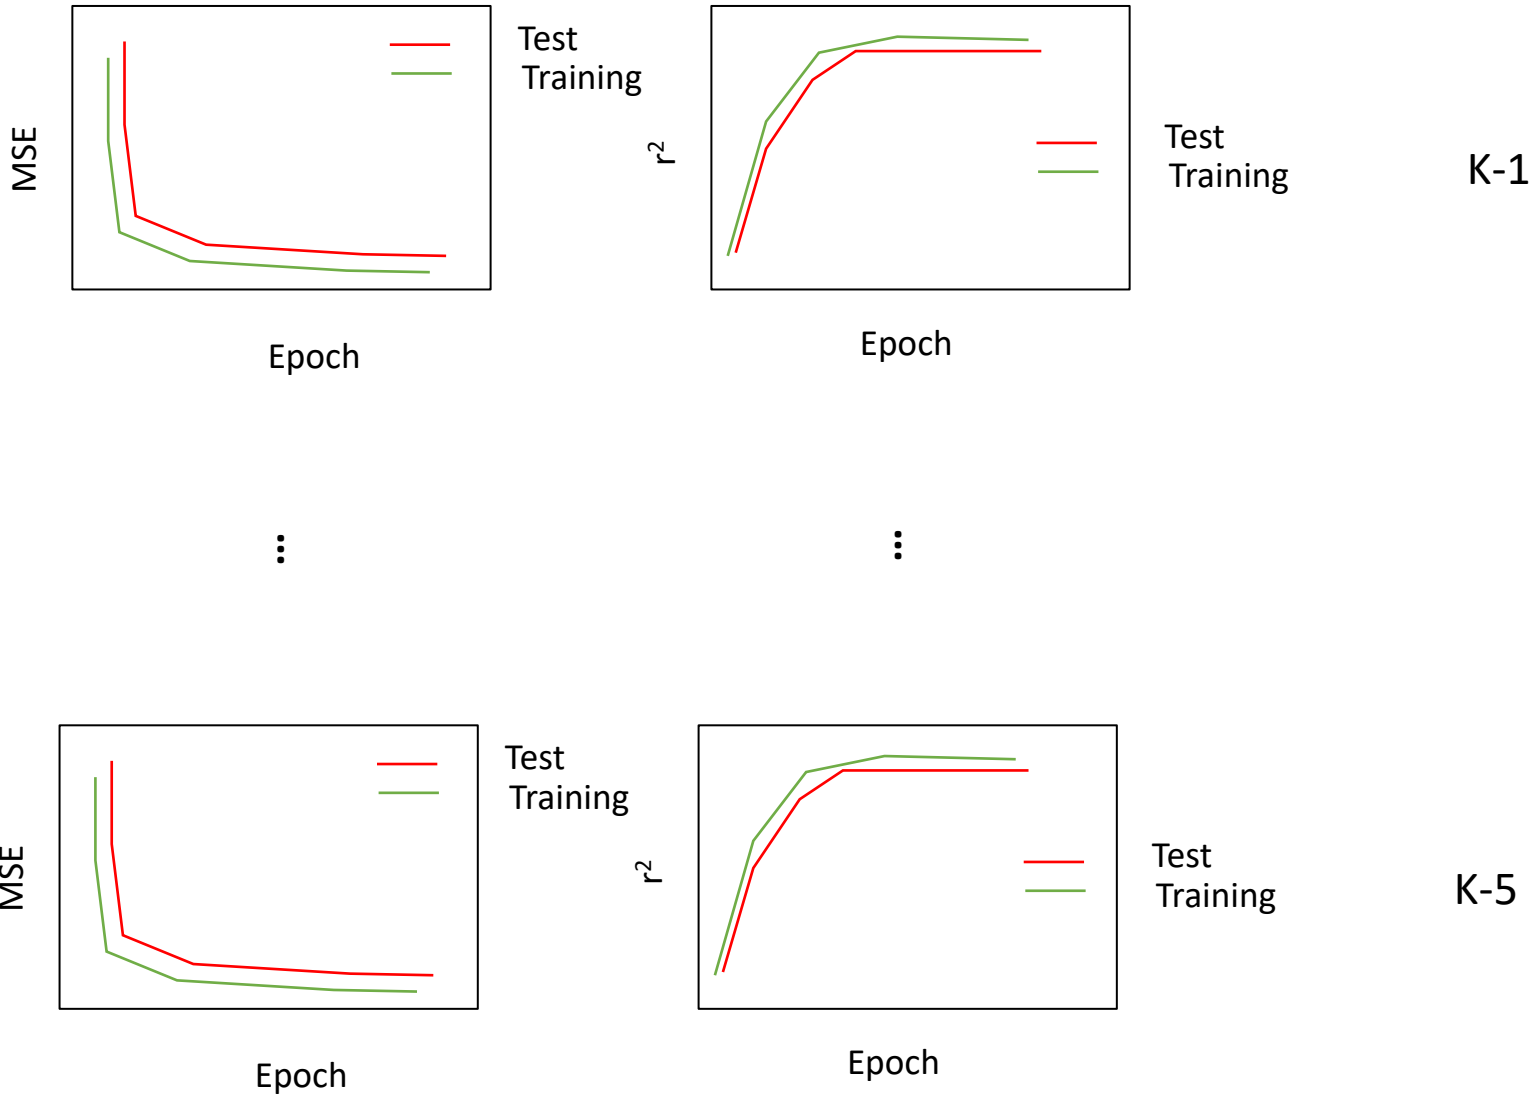 MSE
Test
Training
Epoch
r²
Test
Training
Epoch
K-1
⋮
⋮
MSE
Test
Training
Epoch
r²
Test
Training
Epoch
K-5